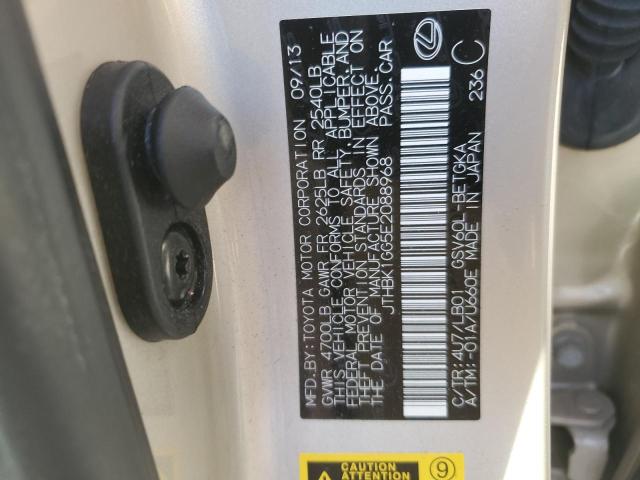 MFD.BY:TOYOTA MOTOR CORPORATION 09/13
GVWR 4700LB GAWR FR 2625LB RR 2540LB
THIS VEHICLE CONFORMS TO ALL APPLICABLE
FEDERAL MOTOR VEHICLE SAFETY, BUMPER, AND
THEFT PREVENTION STANDARDS IN EFFECT ON
THE DATE OF MANUFACTURE SHOWN ABOVE.
JTHBK1GG5E2088968 PASS.CAR
C/TR:4U7/LB01 GSV60L-BETGKA
A/TM:-01A/U660E MADE IN JAPAN 236
C
CAUTION
ATTENTION
9